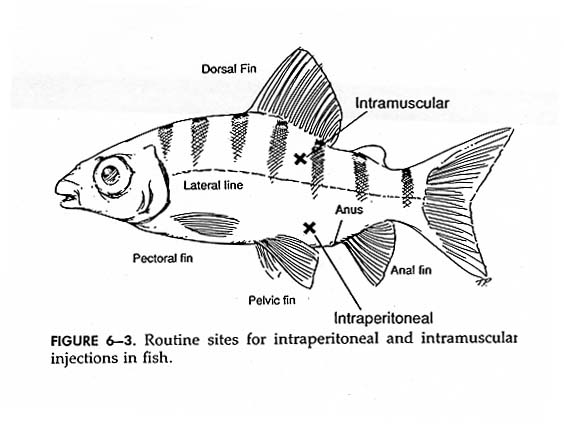 Dorsal Fin
Intramuscular
Lateral line
Anus
Pectoral fin
Anal fin
Pelvic fin
Intraperitoneal
FIGURE 6–3. Routine sites for intraperitoneal and intramuscular
injections in fish.